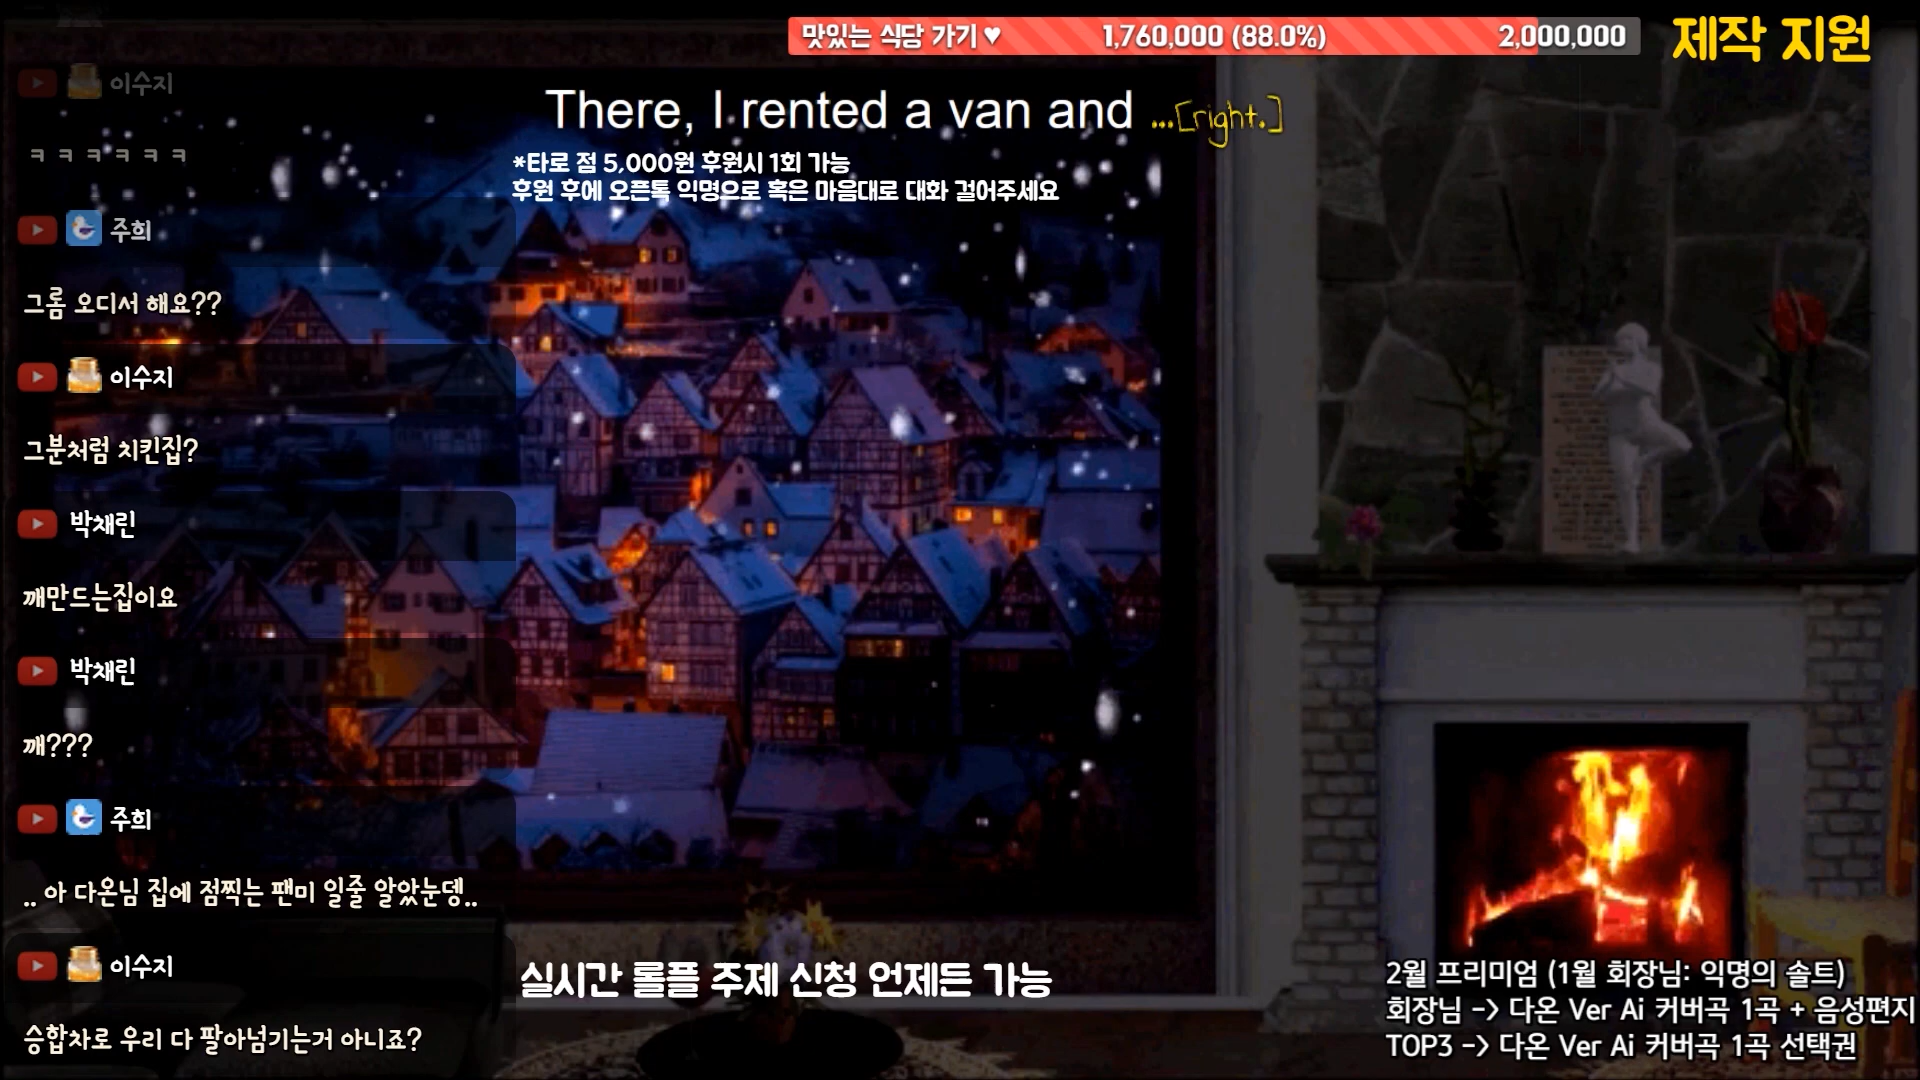 맛있는 식당 가기 ♥ 1,760,000 (88.0%) 2,000,000
제작 지원
There, I rented a van and ...[right.]
*타로 점 5,000원 후원시 1회 가능
후원 후에 오픈톡 익명으로 혹은 마음대로 대화 걸어주세요
이수지
ㅋㅋㅋㅋㅋㅋ
주희
그롬 오디서 해요??
이수지
그분처럼 치킨집?
박채린
깨만드는집이요
박채린
깨???
주희
.. 아 다온님 집에 점찍는 팬미 일줄 알았눈뎅..
이수지
승합차로 우리 다 팔아넘기는거 아니죠?
실시간 롤플 주제 신청 언제든 가능
2월 프리미엄 (1월 회장님: 익명의 솔트)
회장님 -> 다온 Ver Ai 커버곡 1곡 + 음성편지
TOP3 -> 다온 Ver Ai 커버곡 1곡 선택권